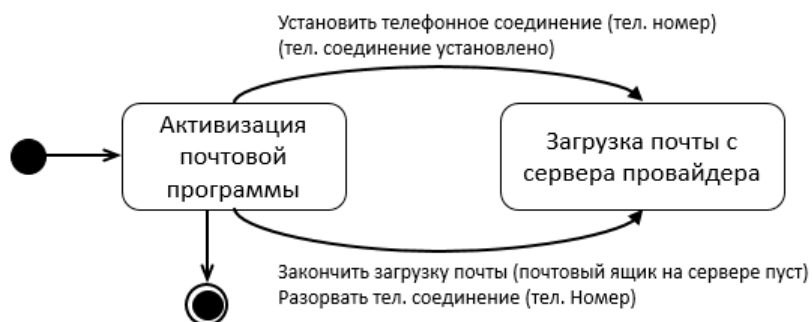 Установить телефонное соединение (тел. номер)
(тел. соединение установлено)
Активизация
почтовой
программы
Загрузка почты с
сервера провайдера
Закончить загрузку почты (почтовый ящик на сервере пуст)
Разорвать тел. соединение (тел. Номер)